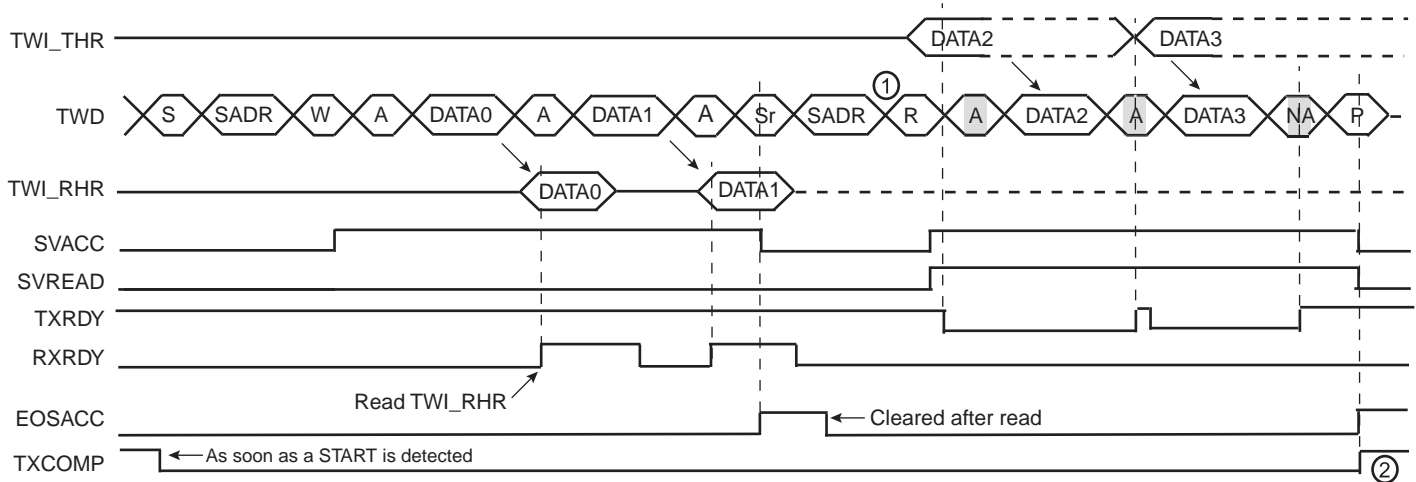 TWI_THR DATA2 DATA3
①
TWD S SADR W A DATA0 A DATA1 A Sr SADR R A DATA2 A DATA3 NA P
TWI_RHR DATA0 DATA1
SVACC
SVREAD
TXRDY
RXRDY
Read TWI_RHR
EOSACC Cleared after read
TXCOMP As soon as a START is detected ②